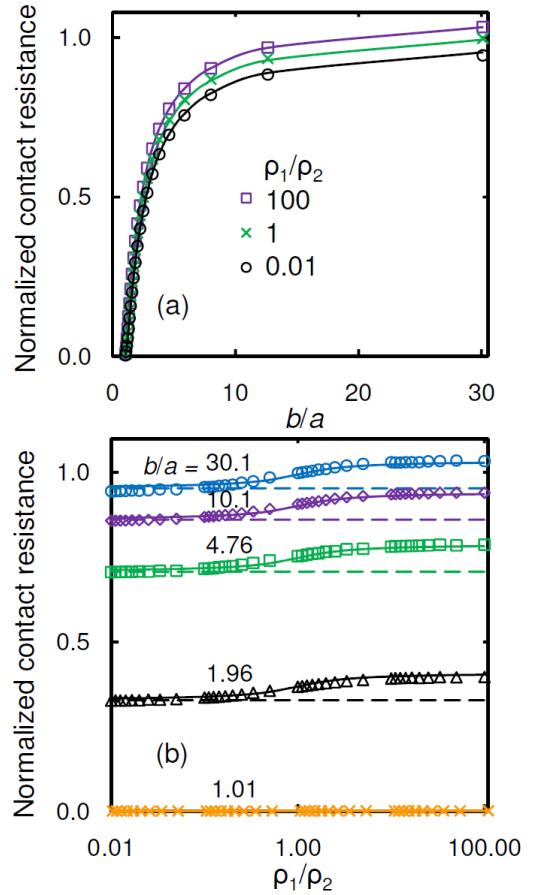 Normalized contact resistance
1.0
0.5
0.0
ρ₁/ρ₂
100
1
0.01
(a)
0
10
20
30
b/a
Normalized contact resistance
1.0
0.5
0.0
b/a = 30.1
10.1
4.76
1.96
(b)
1.01
0.01
1.00
100.00
ρ₁/ρ₂